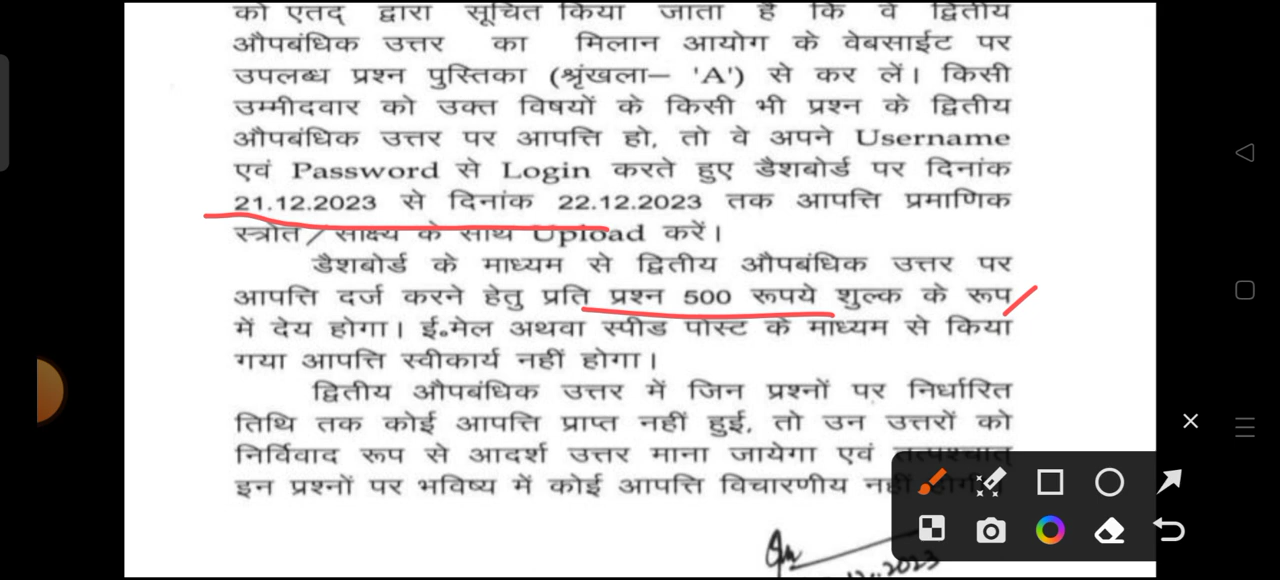 को एतद् द्वारा सूचित किया जाता है कि वे द्वितीय
औपबंधिक उत्तर का मिलान आयोग के वेबसाईट पर
उपलब्ध प्रश्न पुस्तिका (श्रृंखला– 'A') से कर लें। किसी
उम्मीदवार को उक्त विषयों के किसी भी प्रश्न के द्वितीय
औपबंधिक उत्तर पर आपत्ति हो, तो वे अपने Username
एवं Password से Login करते हुए डैशबोर्ड पर दिनांक
21.12.2023 से दिनांक 22.12.2023 तक आपत्ति प्रमाणिक
स्त्रोत/साक्ष्य के साथ Upload करें।
डैशबोर्ड के माध्यम से द्वितीय औपबंधिक उत्तर पर
आपत्ति दर्ज करने हेतु प्रति प्रश्न 500 रूपये शुल्क के रूप
में देय होगा। ई०मेल अथवा स्पीड पोस्ट के माध्यम से किया
गया आपत्ति स्वीकार्य नहीं होगा।
द्वितीय औपबंधिक उत्तर में जिन प्रश्नों पर निर्धारित
तिथि तक कोई आपत्ति प्राप्त नहीं हुई, तो उन उत्तरों को
निर्विवाद रूप से आदर्श उत्तर माना जायेगा एवं तत्पश्चात्
इन प्रश्नों पर भविष्य में कोई आपत्ति विचारणीय नहीं होगी।